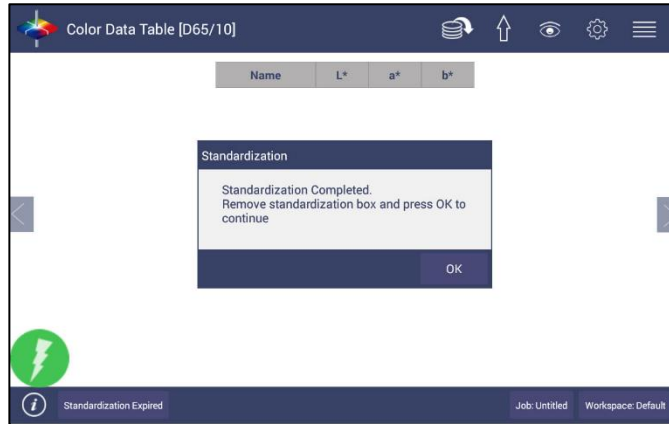 Color Data Table [D65/10]
Name L* a* b*
Standardization
Standardization Completed.
Remove standardization box and press OK to
continue
OK
i Standardization Expired Job: Untitled Workspace: Default